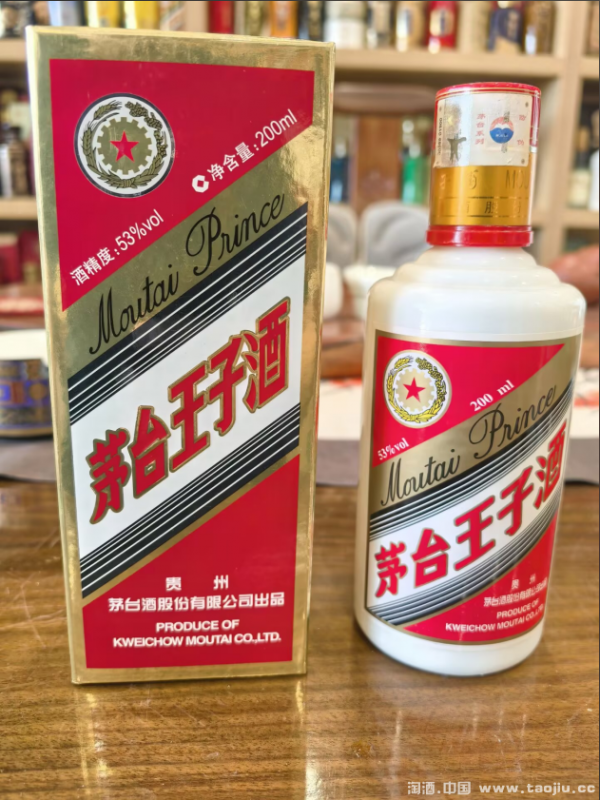 净含量:200ml
酒精度:53%vol
Moutai Prince
茅台王子酒
贵 州
茅台酒股份有限公司出品
PRODUCE OF
KWEICHOW MOUTAI CO.,LTD.
200 ml
53%vol
Moutai Prince
茅台王子酒
贵 州
茅台酒股份有限公司出品
PRODUCE OF
KWEICHOW MOUTAI CO.,LTD
淘酒.中国 www.taojiu.cc